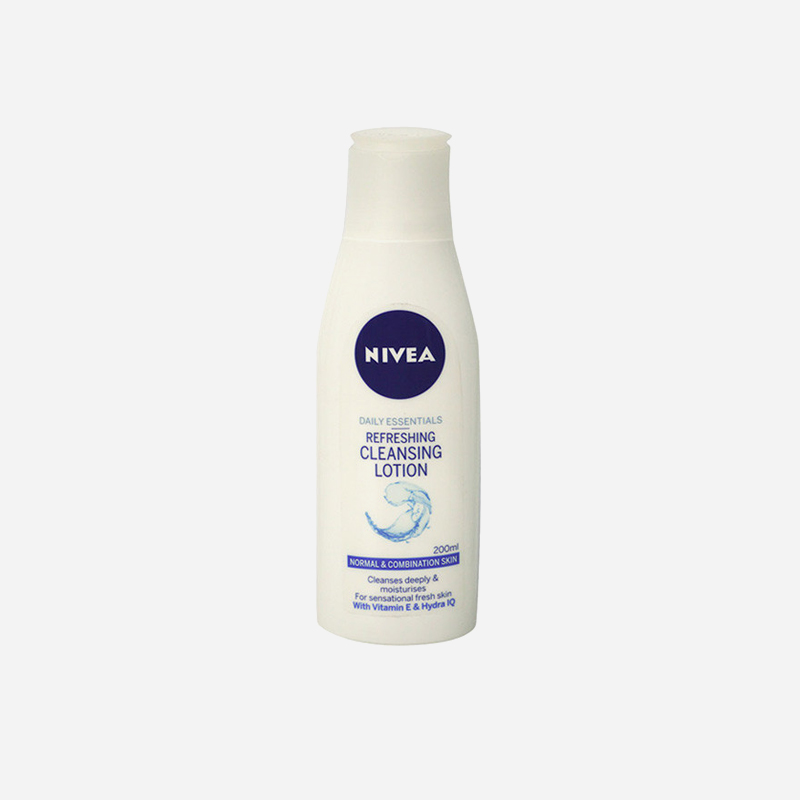 NIVEA
DAILY ESSENTIALS
REFRESHING
CLEANSING
LOTION
200ml
NORMAL & COMBINATION SKIN
Cleanses deeply &
moisturises
For sensational fresh skin
With Vitamin E & Hydra IQ